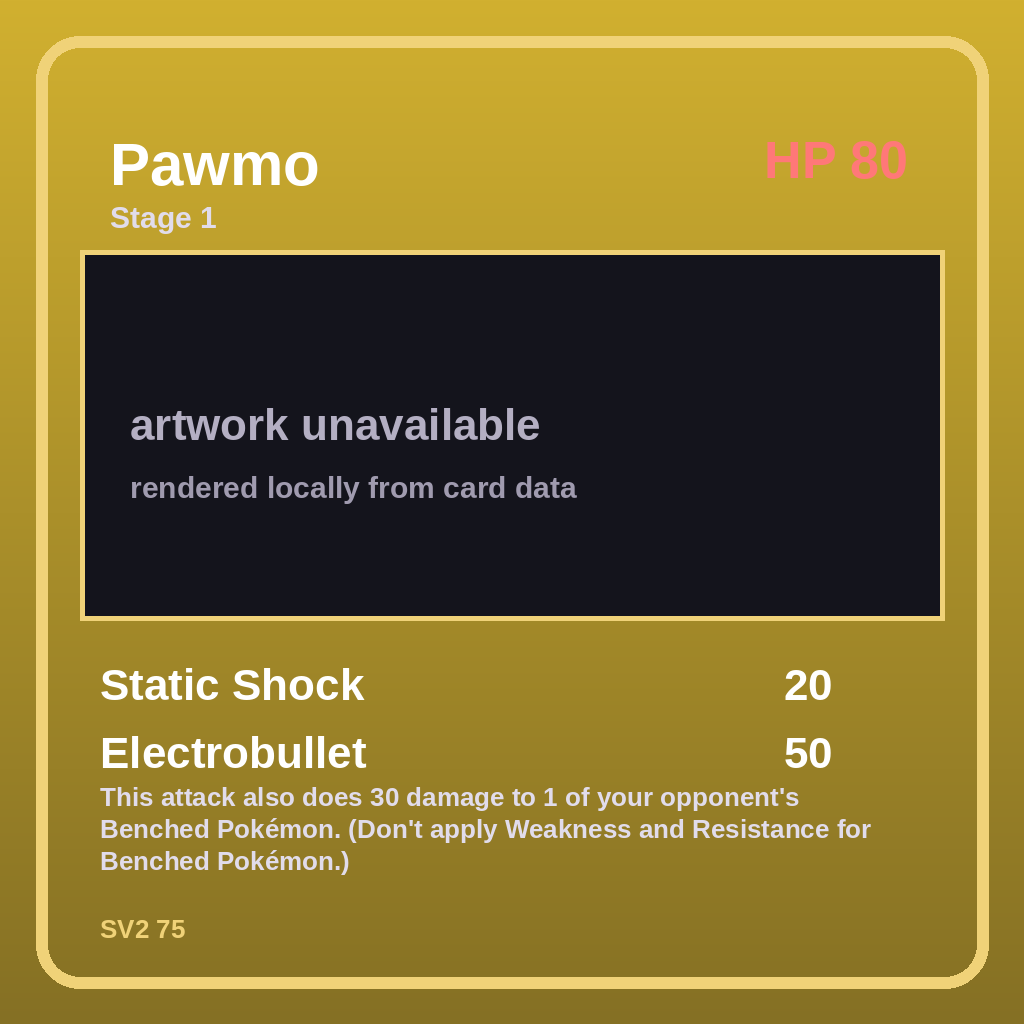 Pawmo
HP 80
Stage 1
artwork unavailable
rendered locally from card data
Static Shock 20
Electrobullet 50
This attack also does 30 damage to 1 of your opponent's
Benched Pokémon. (Don't apply Weakness and Resistance for
Benched Pokémon.)
SV2 75